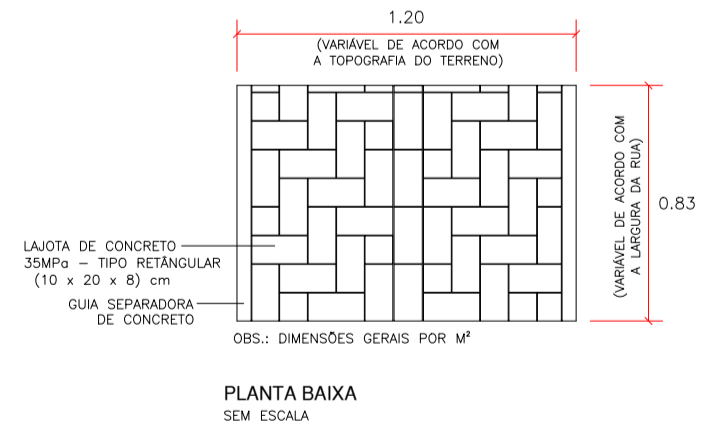 1.20
(VARIÁVEL DE ACORDO COM
A TOPOGRAFIA DO TERRENO)
(VARIÁVEL DE ACORDO COM
A LARGURA DA RUA)
0.83
LAJOTA DE CONCRETO
35MPa – TIPO RETÂNGULAR
(10 x 20 x 8) cm
GUIA SEPARADORA
DE CONCRETO
OBS.: DIMENSÕES GERAIS POR M²
PLANTA BAIXA
SEM ESCALA